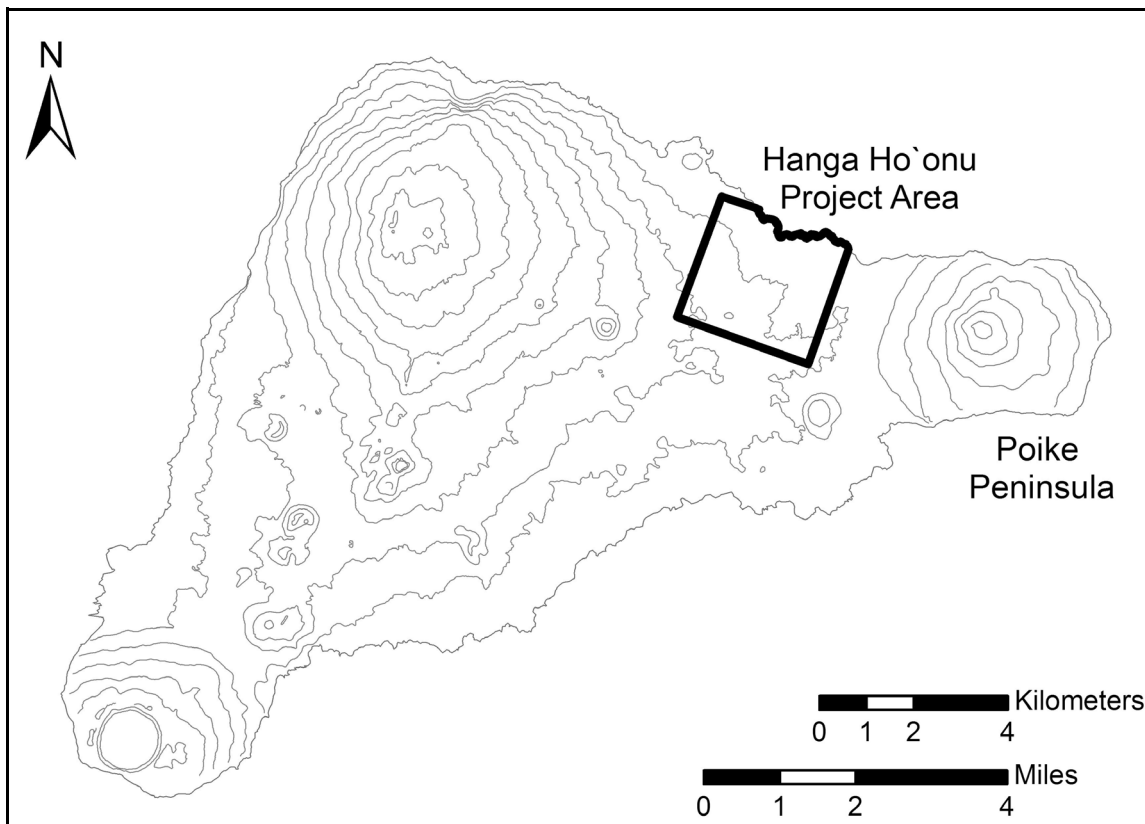 N
Hanga Ho`onu
Project Area
Poike
Peninsula
Kilometers
0 1 2 4
Miles
0 1 2 4